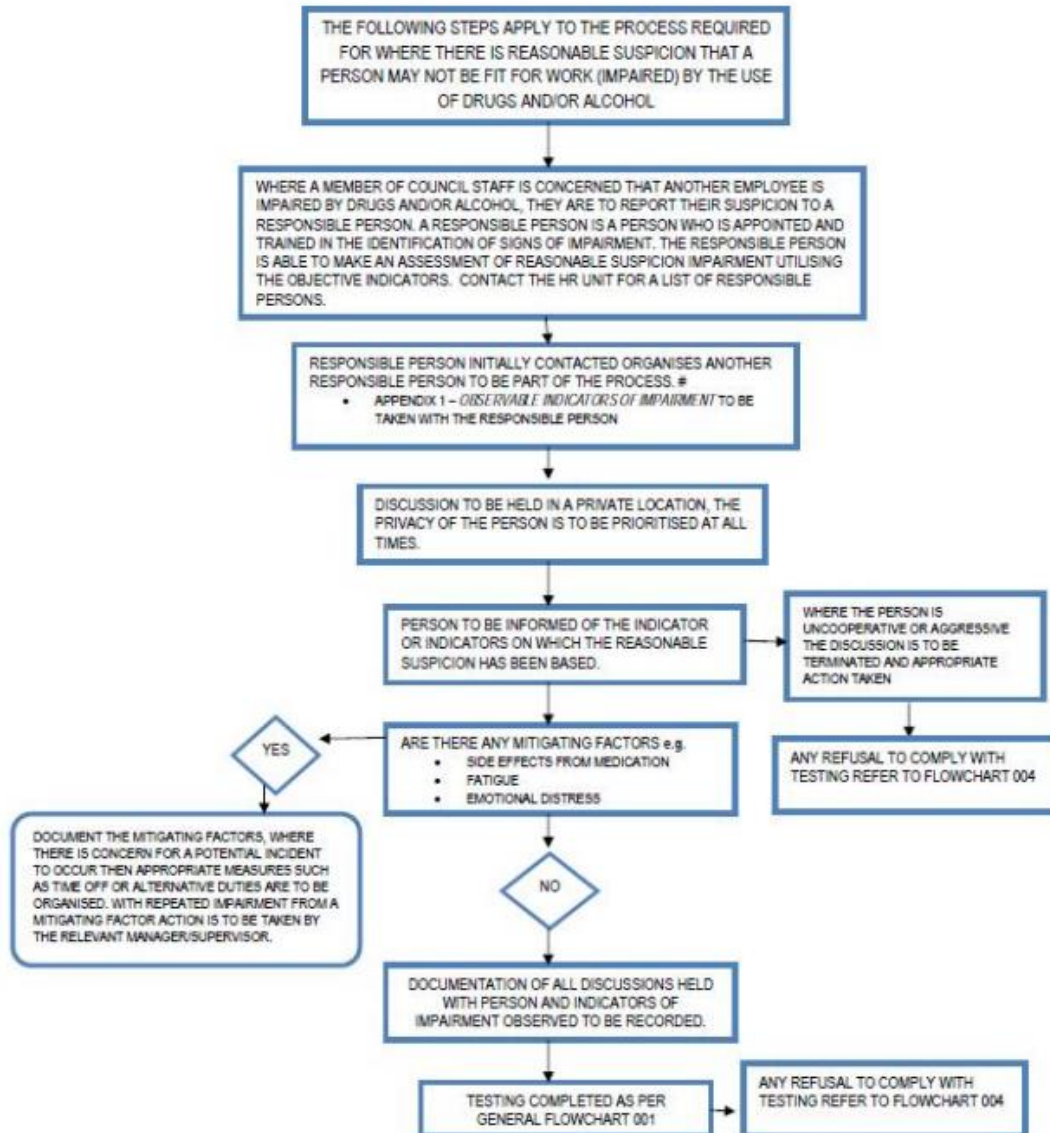 THE FOLLOWING STEPS APPLY TO THE PROCESS REQUIRED
FOR WHERE THERE IS REASONABLE SUSPICION THAT A
PERSON MAY NOT BE FIT FOR WORK (IMPAIRED) BY THE USE
OF DRUGS AND/OR ALCOHOL
WHERE A MEMBER OF COUNCIL STAFF IS CONCERNED THAT ANOTHER EMPLOYEE IS
IMPAIRED BY DRUGS AND/OR ALCOHOL, THEY ARE TO REPORT THEIR SUSPICION TO A
RESPONSIBLE PERSON. A RESPONSIBLE PERSON IS A PERSON WHO IS APPOINTED AND
TRAINED IN THE IDENTIFICATION OF SIGNS OF IMPAIRMENT. THE RESPONSIBLE PERSON
IS ABLE TO MAKE AN ASSESSMENT OF REASONABLE SUSPICION IMPAIRMENT UTILISING
THE OBJECTIVE INDICATORS. CONTACT THE HR UNIT FOR A LIST OF RESPONSIBLE
PERSONS.
RESPONSIBLE PERSON INITIALLY CONTACTED ORGANISES ANOTHER
RESPONSIBLE PERSON TO BE PART OF THE PROCESS. #
• APPENDIX 1 – OBSERVABLE INDICATORS OF IMPAIRMENT TO BE
TAKEN WITH THE RESPONSIBLE PERSON
DISCUSSION TO BE HELD IN A PRIVATE LOCATION, THE
PRIVACY OF THE PERSON IS TO BE PRIORITISED AT ALL
TIMES.
PERSON TO BE INFORMED OF THE INDICATOR
OR INDICATORS ON WHICH THE REASONABLE
SUSPICION HAS BEEN BASED.
WHERE THE PERSON IS
UNCOOPERATIVE OR AGGRESSIVE
THE DISCUSSION IS TO BE
TERMINATED AND APPROPRIATE
ACTION TAKEN
ANY REFUSAL TO COMPLY WITH
TESTING REFER TO FLOWCHART 004
ARE THERE ANY MITIGATING FACTORS e.g.
• SIDE EFFECTS FROM MEDICATION
• FATIGUE
• EMOTIONAL DISTRESS
YES
DOCUMENT THE MITIGATING FACTORS, WHERE
THERE IS CONCERN FOR A POTENTIAL INCIDENT
TO OCCUR THEN APPROPRIATE MEASURES SUCH
AS TIME OFF OR ALTERNATIVE DUTIES ARE TO BE
ORGANISED. WITH REPEATED IMPAIRMENT FROM A
MITIGATING FACTOR ACTION IS TO BE TAKEN BY
THE RELEVANT MANAGER/SUPERVISOR.
NO
DOCUMENTATION OF ALL DISCUSSIONS HELD
WITH PERSON AND INDICATORS OF
IMPAIRMENT OBSERVED TO BE RECORDED.
TESTING COMPLETED AS PER
GENERAL FLOWCHART 001
ANY REFUSAL TO COMPLY WITH
TESTING REFER TO FLOWCHART 004